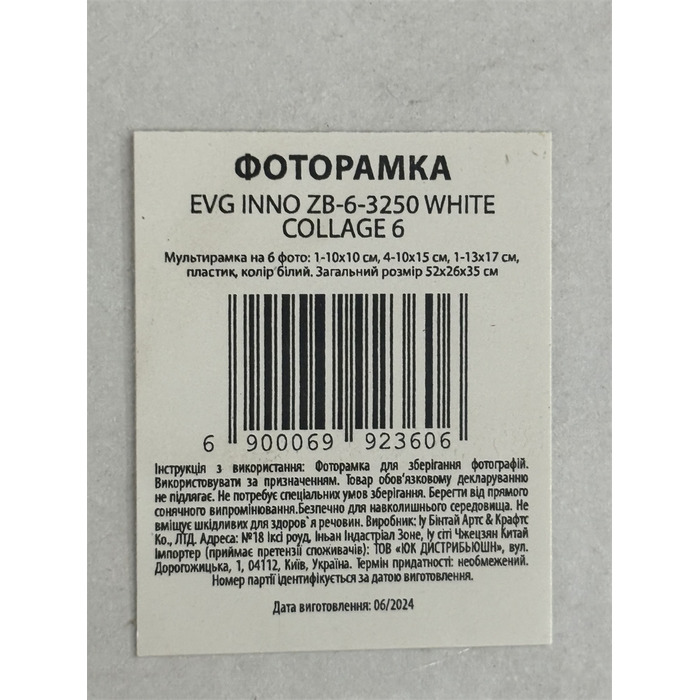 ФОТОРАМКА
EVG INNO ZB-6-3250 WHITE
COLLAGE 6
Мультирамка на 6 фото: 1-10х10 см, 4-10х15 см, 1-13х17 см,
пластик, колір білий. Загальний розмір 52х26х35 см
6 900069 923606
Інструкція з використання: Фоторамка для зберігання фотографій.
Використовувати за призначенням. Товар обов'язковому декларуванню
не підлягає. Не потребує спеціальних умов зберігання. Берегти від прямого
сонячного випромінювання.Безпечно для навколишнього середовища. Не
вміщує шкідливих для здоров`я речовин. Виробник: Іу Бінтай Артс & Крафтс
Ко., ЛТД. Адреса: №18 Іксі роуд, Іньан Індастріал Зоне, Іу сіті Чжецзян Китай
Імпортер (приймає претензії споживачів): ТОВ «ЮК ДИСТРИБЬЮШН», вул.
Дорогожицька, 1, 04112, Київ, Україна. Термін придатності: необмежений.
Номер партії ідентифікується за датою виготовлення.
Дата виготовлення: 06/2024